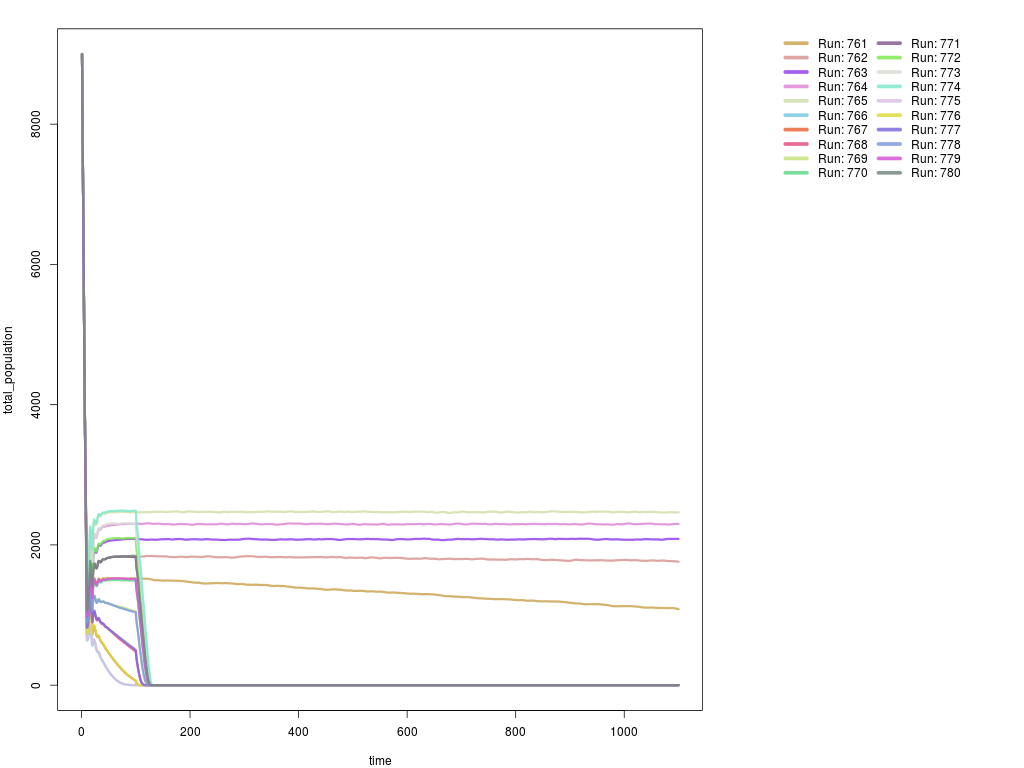 Run: 761 Run: 771
Run: 762 Run: 772
Run: 763 Run: 773
Run: 764 Run: 774
Run: 765 Run: 775
Run: 766 Run: 776
Run: 767 Run: 777
Run: 768 Run: 778
Run: 769 Run: 779
Run: 770 Run: 780
total_population
8000
6000
4000
2000
0
0 200 400 600 800 1000
time